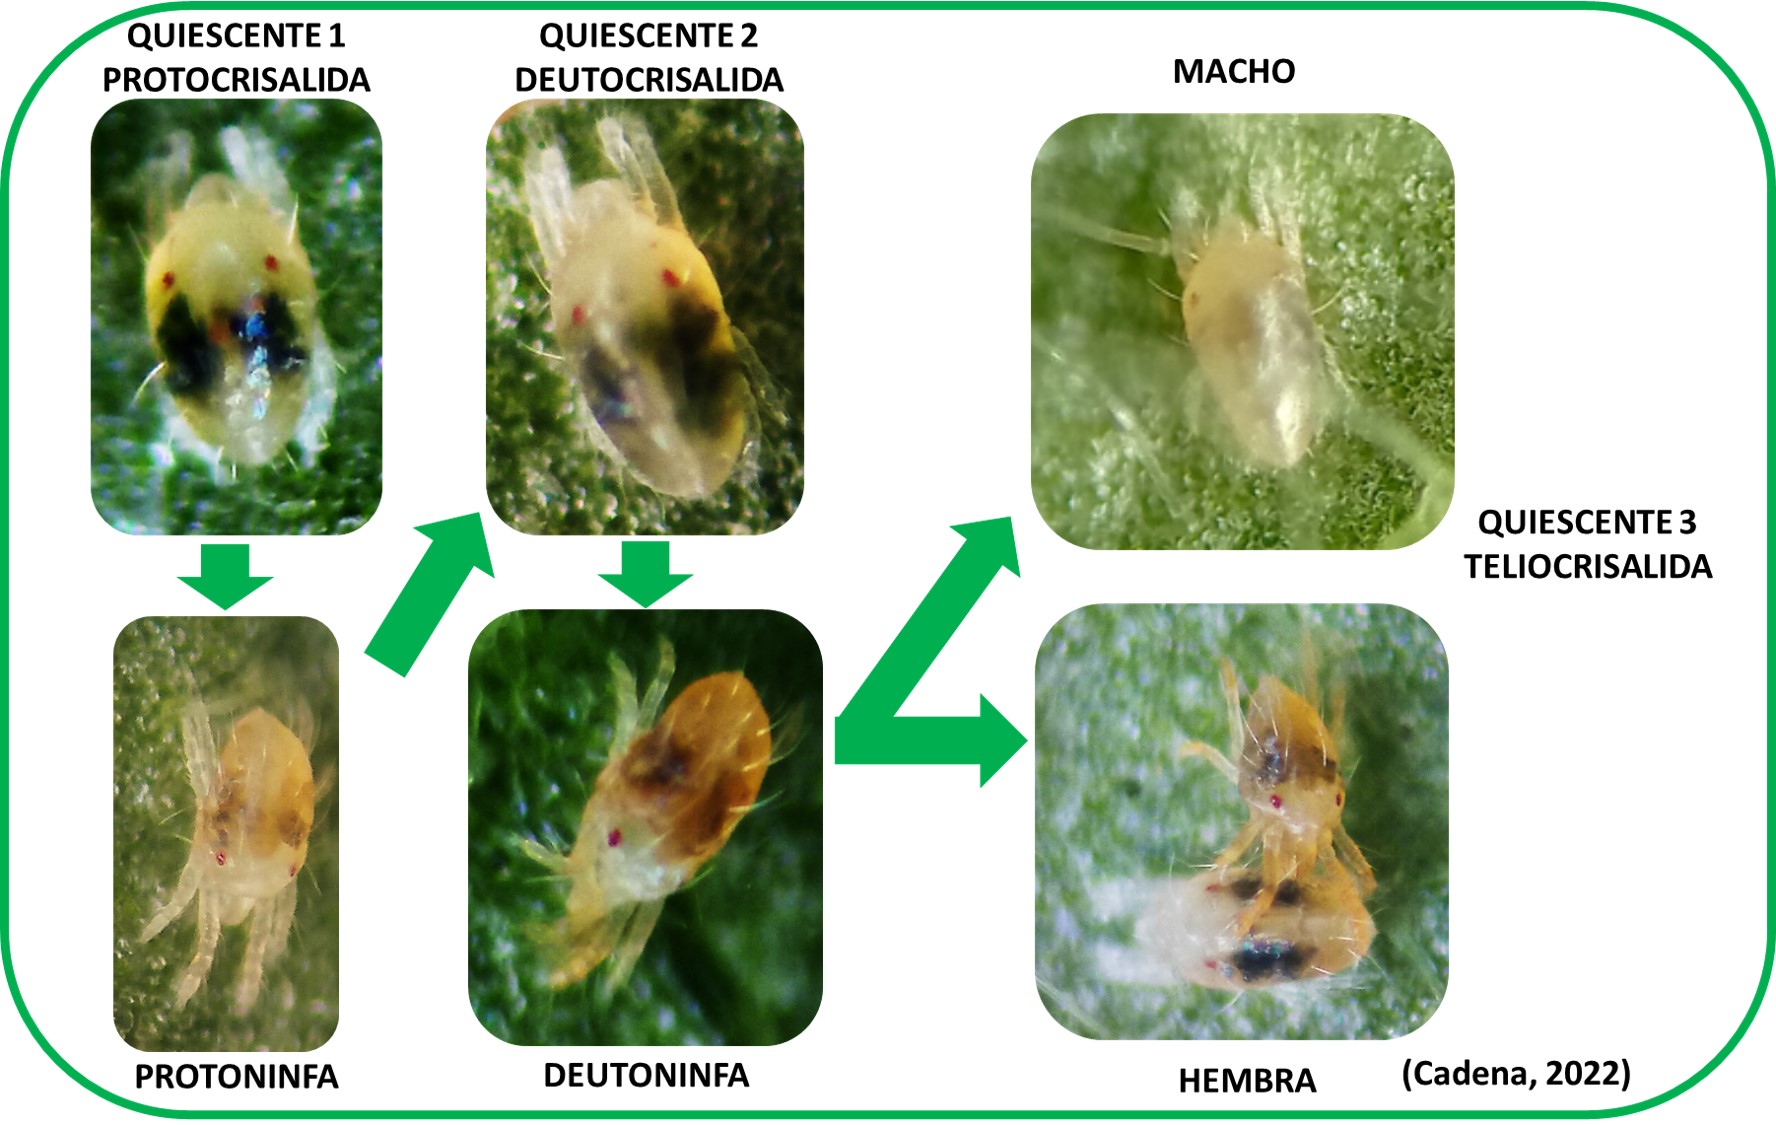 QUIESCENTE 1
PROTOCRISALIDA
QUIESCENTE 2
DEUTOCRISALIDA
MACHO
QUIESCENTE 3
TELIOCRISALIDA
PROTONINFA
DEUTONINFA
HEMBRA
(Cadena, 2022)